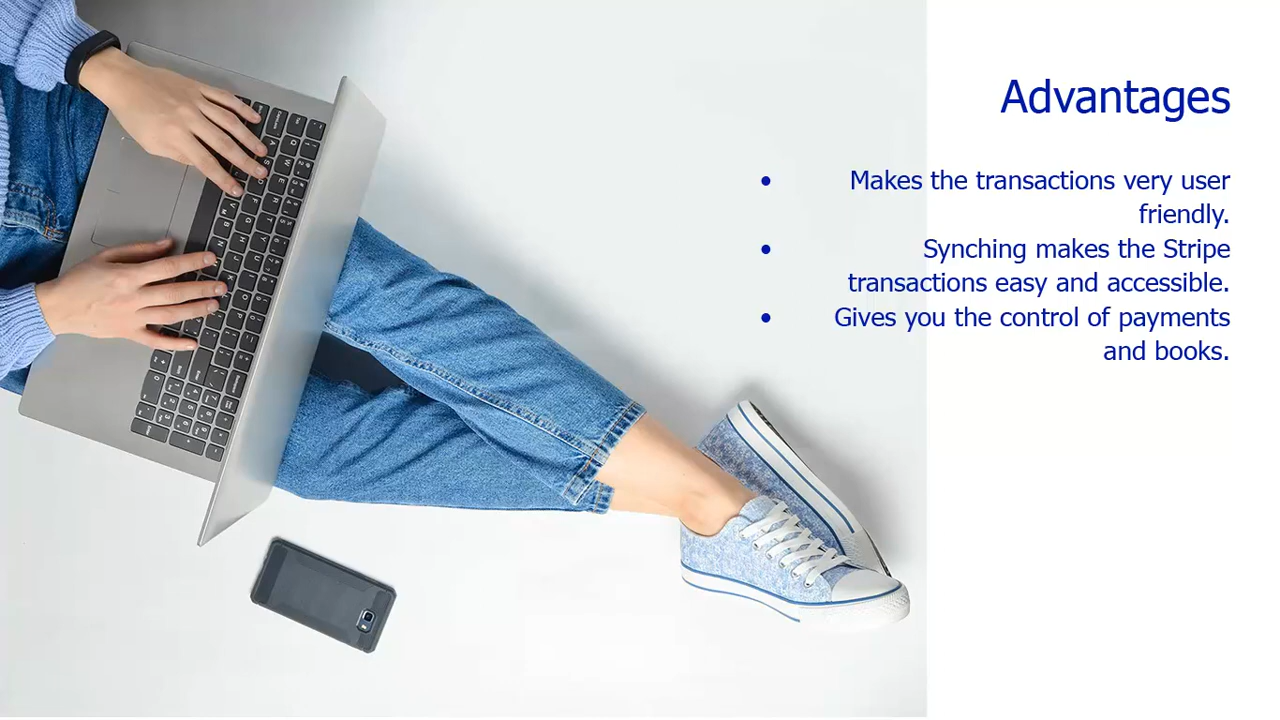 Advantages
• Makes the transactions very user
friendly.
• Synching makes the Stripe
transactions easy and accessible.
• Gives you the control of payments
and books.